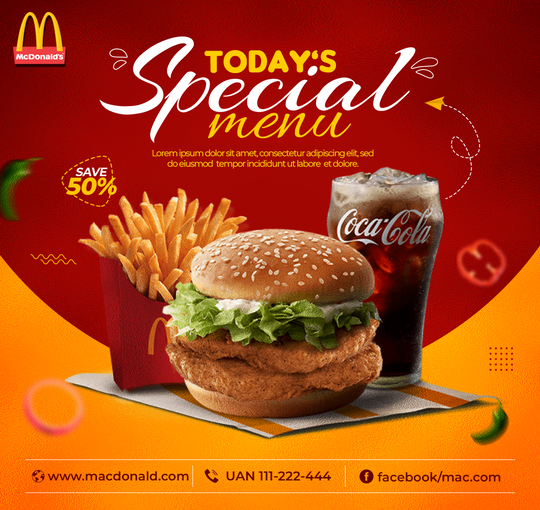 McDonald's
TODAY'S
Special
menu
Lorem ipsum dolor sit amet, consectetur adipiscing elit, sed
do eiusmod tempor incididunt ut labore et dolore.
SAVE
50%
Coca-Cola
www.macdonald.com
UAN 111-222-444
facebook/mac.com